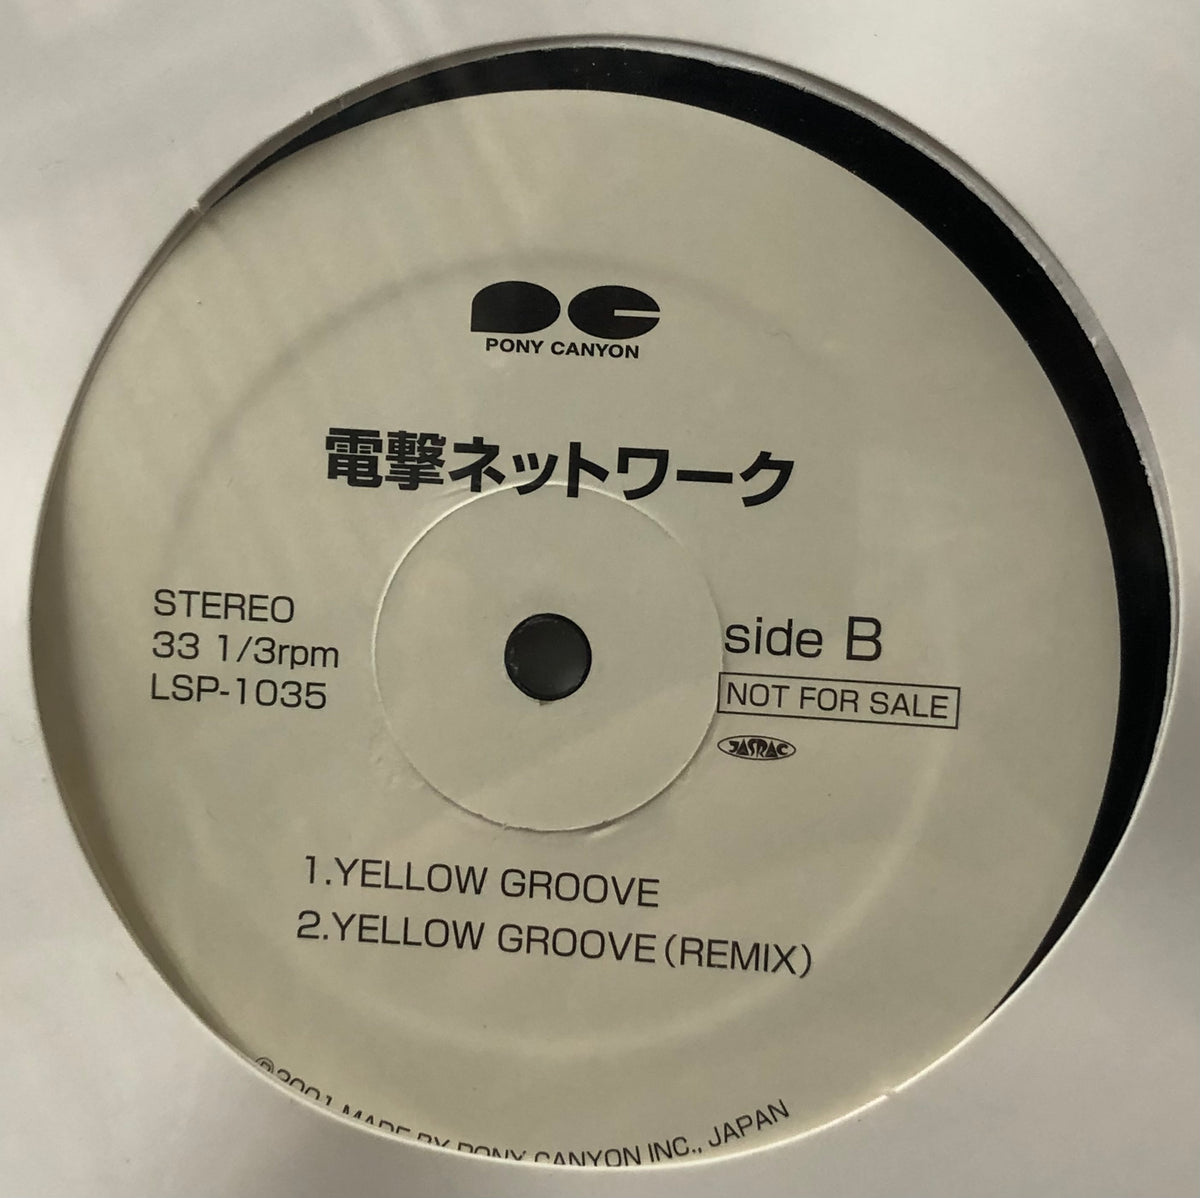 PONY CANYON
電撃ネットワーク
STEREO
33 1/3rpm
LSP-1035
side B
NOT FOR SALE
JASRAC
1.YELLOW GROOVE
2.YELLOW GROOVE(REMIX)
℗2001 MADE BY PONY CANYON INC., JAPAN